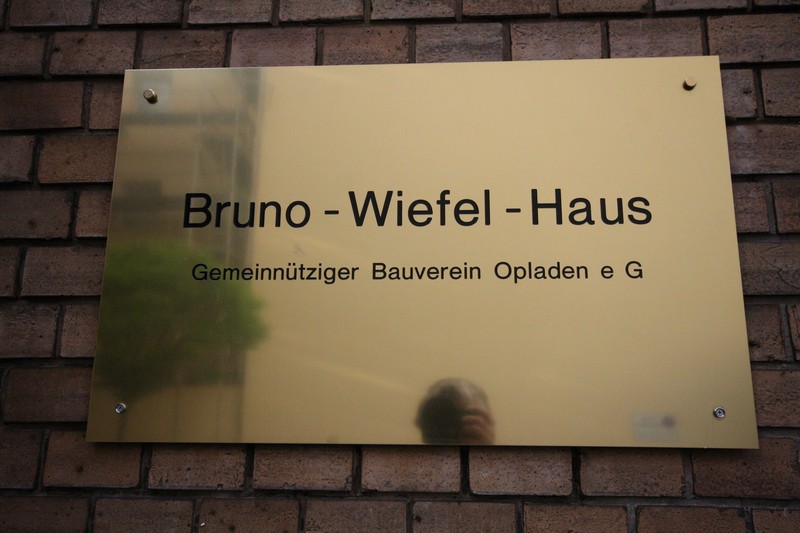 Bruno - Wiefel - Haus
Gemeinnütziger Bauverein Opladen e G